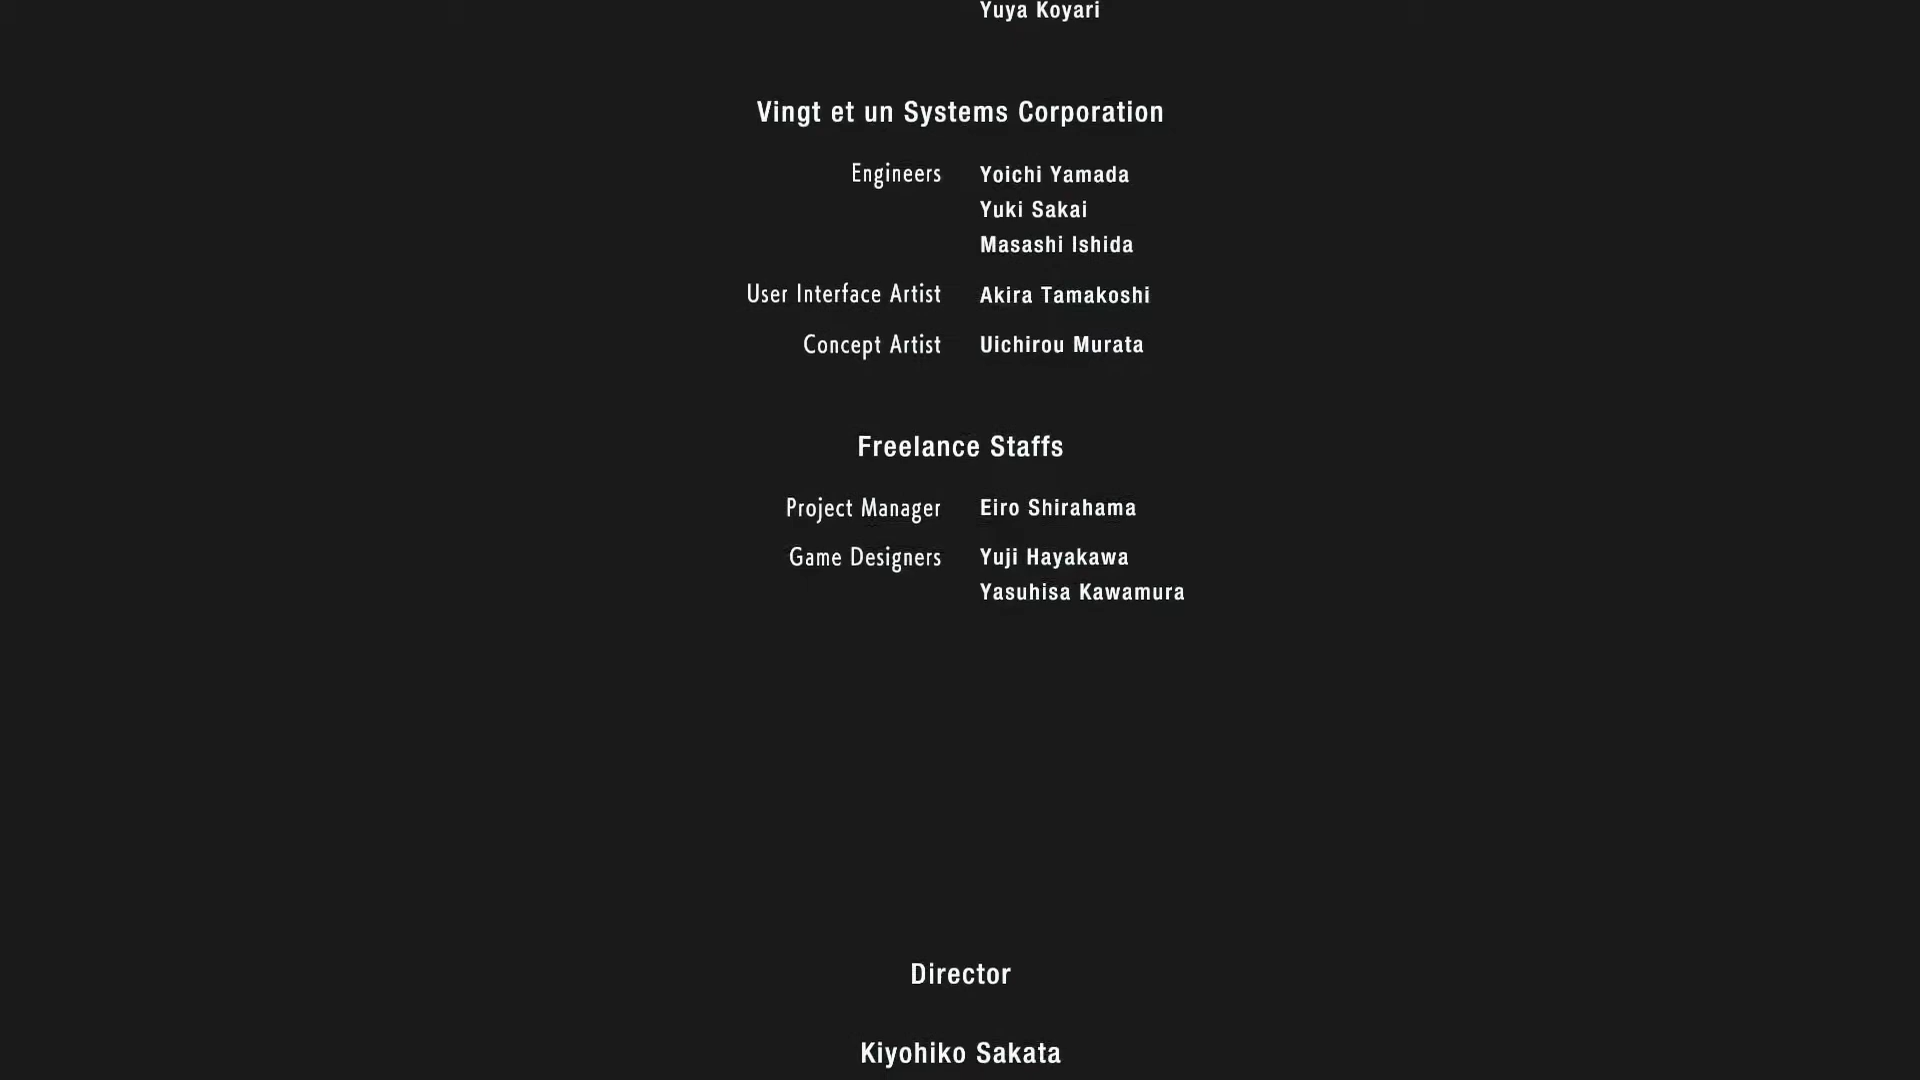 Yuya Koyari
Vingt et un Systems Corporation
Engineers Yoichi Yamada
Yuki Sakai
Masashi Ishida
User Interface Artist Akira Tamakoshi
Concept Artist Uichirou Murata
Freelance Staffs
Project Manager Eiro Shirahama
Game Designers Yuji Hayakawa
Yasuhisa Kawamura
Director
Kiyohiko Sakata